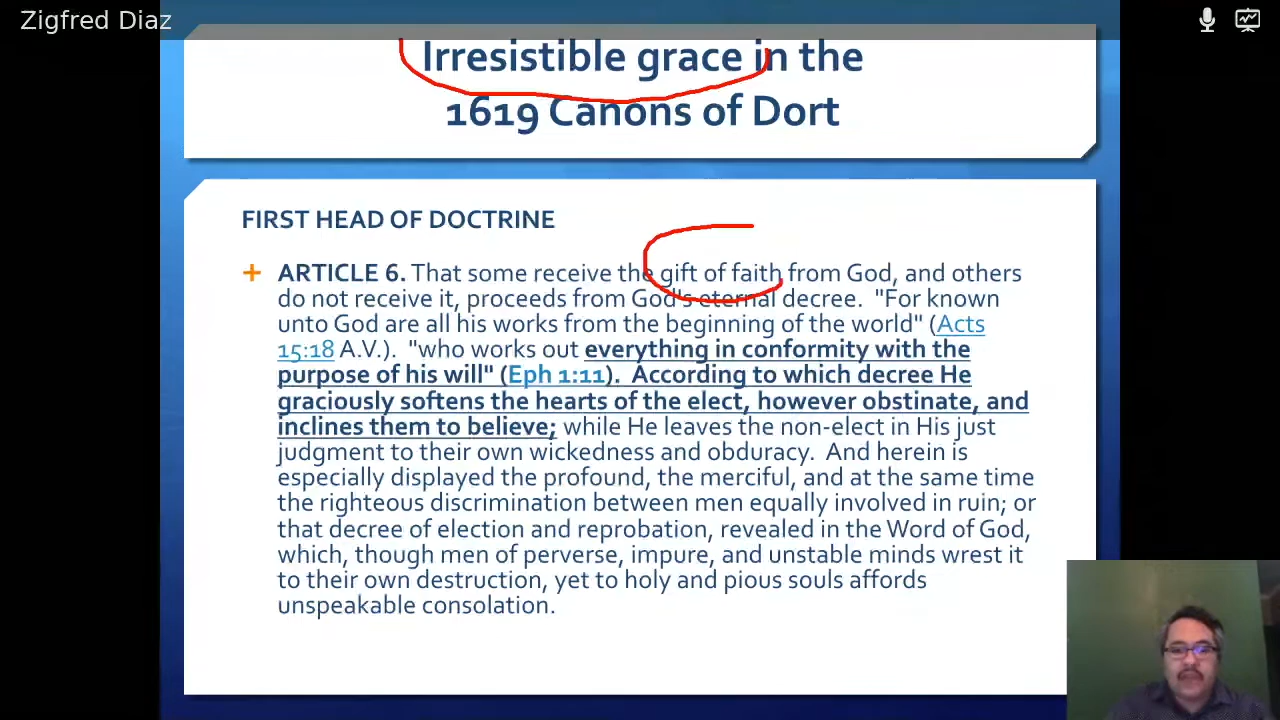 Zigfred Diaz
Irresistible grace in the
1619 Canons of Dort
FIRST HEAD OF DOCTRINE
ARTICLE 6. That some receive the gift of faith from God, and others
do not receive it, proceeds from God's eternal decree. "For known
unto God are all his works from the beginning of the world" (Acts
15:18 A.V.). "who works out everything in conformity with the
purpose of his will" (Eph 1:11). According to which decree He
graciously softens the hearts of the elect, however obstinate, and
inclines them to believe; while He leaves the non-elect in His just
judgment to their own wickedness and obduracy. And herein is
especially displayed the profound, the merciful, and at the same time
the righteous discrimination between men equally involved in ruin; or
that decree of election and reprobation, revealed in the Word of God,
which, though men of perverse, impure, and unstable minds wrest it
to their own destruction, yet to holy and pious souls affords
unspeakable consolation.